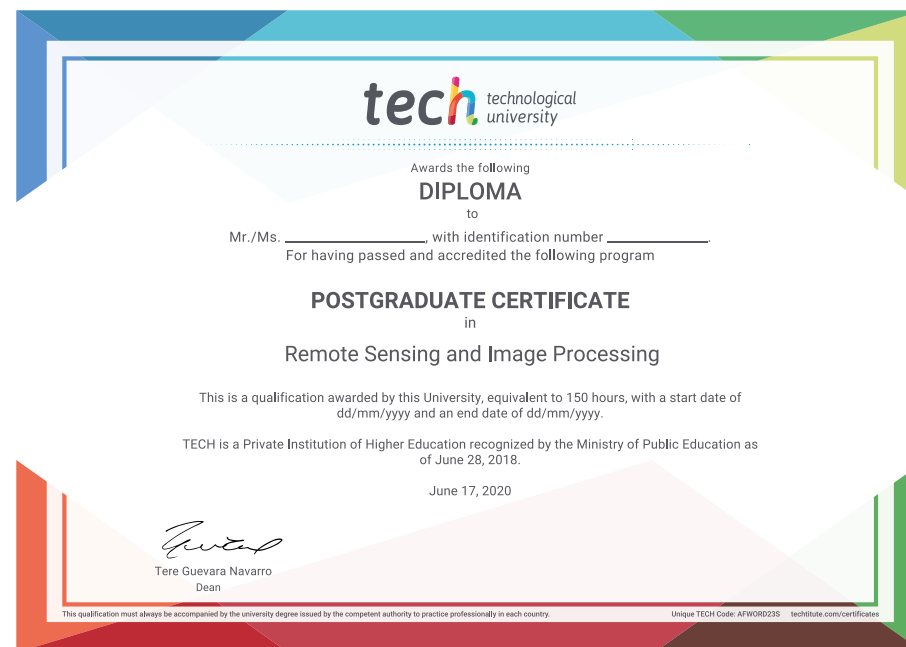 tech technological
university
Awards the following
DIPLOMA
to
Mr./Ms. ____________________, with identification number ______________.
For having passed and accredited the following program
POSTGRADUATE CERTIFICATE
in
Remote Sensing and Image Processing
This is a qualification awarded by this University, equivalent to 150 hours, with a start date of
dd/mm/yyyy and an end date of dd/mm/yyyy.
TECH is a Private Institution of Higher Education recognized by the Ministry of Public Education as
of June 28, 2018.
June 17, 2020
Tere Guevara Navarro
Dean
This qualification must always be accompanied by the university degree issued by the competent authority to practice professionally in each country. Unique TECH Code: AFWORD23S techtitute.com/certificates